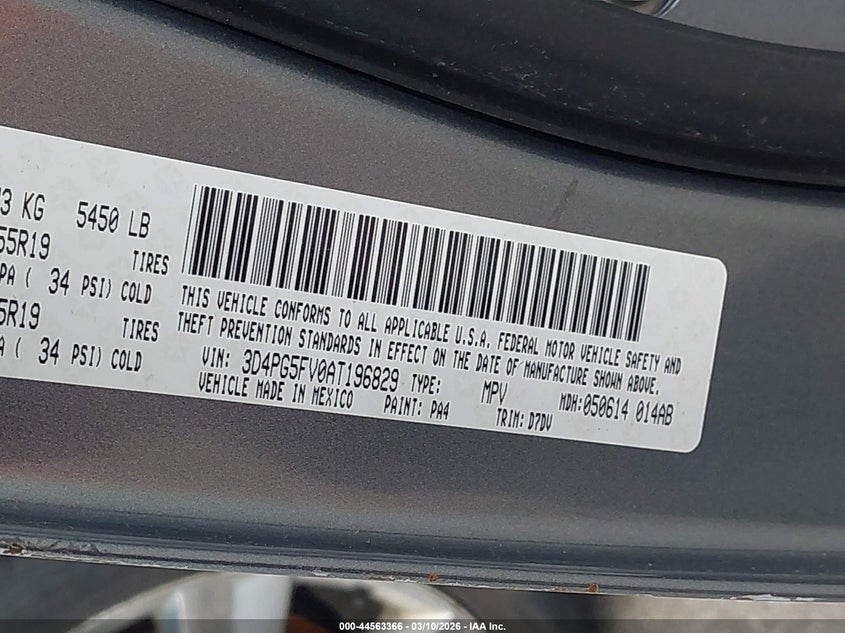 3 KG 5450 LB
55R19 TIRES
PA ( 34 PSI) COLD
5R19 TIRES
A ( 34 PSI) COLD
THIS VEHICLE CONFORMS TO ALL APPLICABLE U.S.A. FEDERAL MOTOR VEHICLE SAFETY AND
THEFT PREVENTION STANDARDS IN EFFECT ON THE DATE OF MANUFACTURE SHOWN ABOVE.
VIN: 3D4PG5FV0AT196829 TYPE: MPV MDH:050614 014AB
VEHICLE MADE IN MEXICO PAINT: PA4 TRIM: D7DV
000-44563366 - 03/10/2026 - IAA Inc.